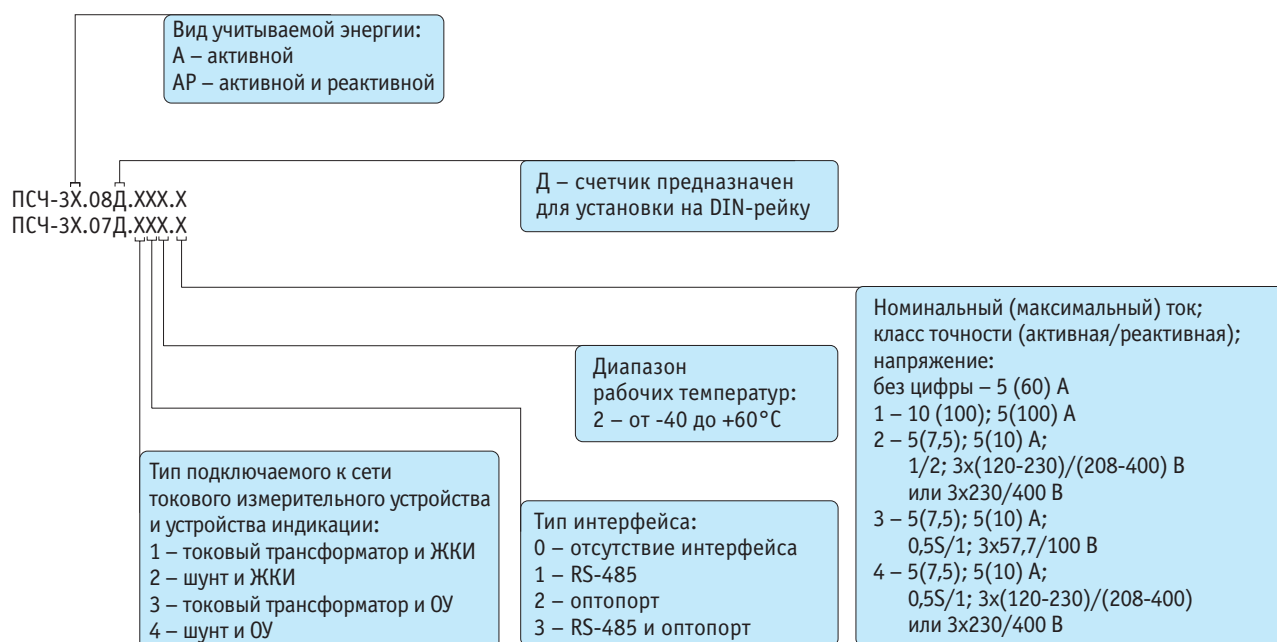 Вид учитываемой энергии:
А – активной
АР – активной и реактивной
Д – счетчик предназначен
для установки на DIN-рейку
ПСЧ-3Х.08Д.ХХХ.Х
ПСЧ-3Х.07Д.ХХХ.Х
Номинальный (максимальный) ток;
класс точности (активная/реактивная);
напряжение:
без цифры – 5 (60) А
1 – 10 (100); 5(100) А
2 – 5(7,5); 5(10) А;
1/2; 3х(120-230)/(208-400) В
или 3х230/400 В
3 – 5(7,5); 5(10) А;
0,5S/1; 3х57,7/100 В
4 – 5(7,5); 5(10) А;
0,5S/1; 3х(120-230)/(208-400)
или 3х230/400 В
Диапазон
рабочих температур:
2 – от -40 до +60°С
Тип подключаемого к сети
токового измерительного устройства
и устройства индикации:
1 – токовый трансформатор и ЖКИ
2 – шунт и ЖКИ
3 – токовый трансформатор и ОУ
4 – шунт и ОУ
Тип интерфейса:
0 – отсутствие интерфейса
1 – RS-485
2 – оптопорт
3 – RS-485 и оптопорт